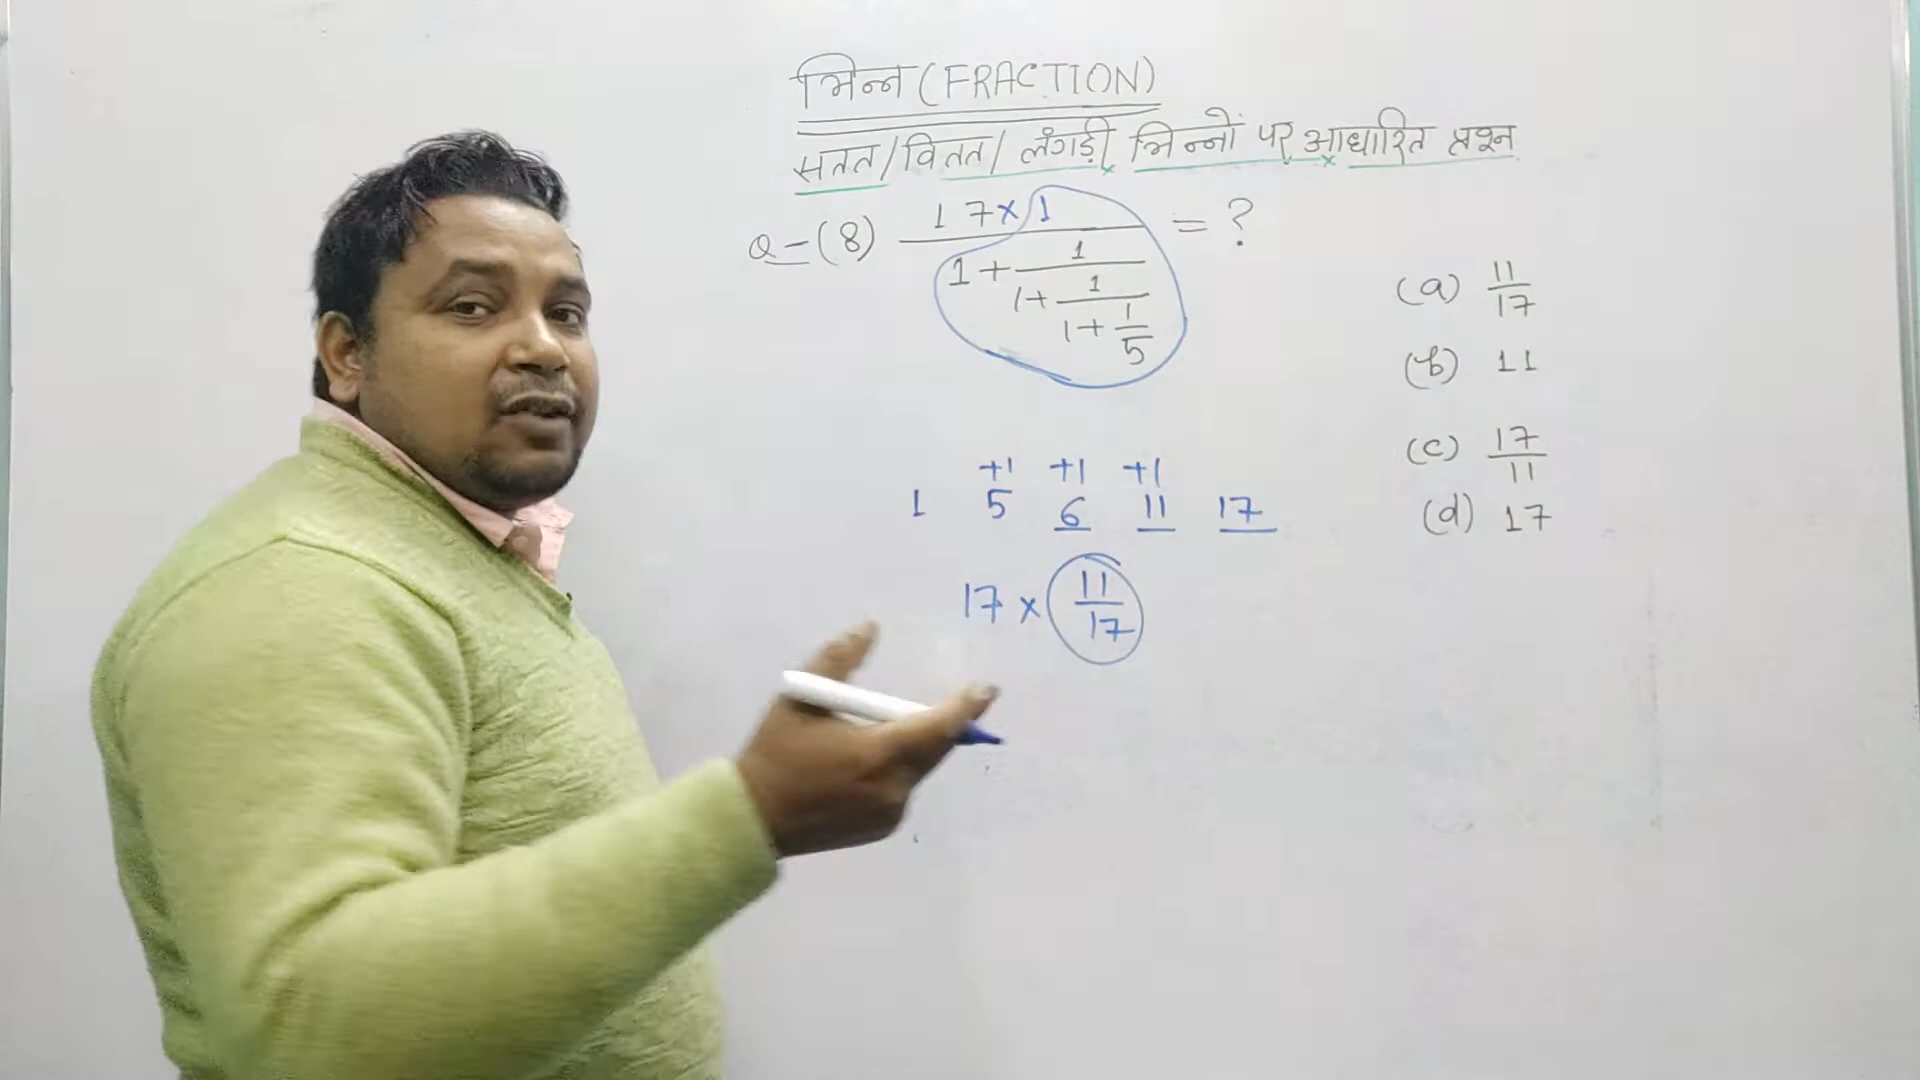 भिन्न (FRACTION)
सतत/वितत/लंगड़ी भिन्नों पर आधारित प्रश्न
Q-(8) 17×1 / (1 + 1 / (1 + 1 / (1 + 1/5))) = ?
(a) 11/17
(b) 11
(c) 17/11
(d) 17
+1 +1 +1
1 5 6 11 17
17 × 11/17